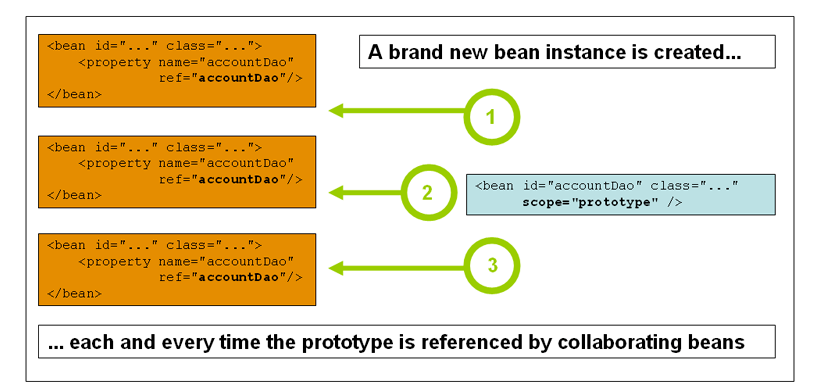 <bean id="..." class="...">
<property name="accountDao"
ref="accountDao"/>
</bean>
A brand new bean instance is created...
1
<bean id="..." class="...">
<property name="accountDao"
ref="accountDao"/>
</bean>
2
<bean id="accountDao" class="..."
scope="prototype" />
<bean id="..." class="...">
<property name="accountDao"
ref="accountDao"/>
</bean>
3
... each and every time the prototype is referenced by collaborating beans